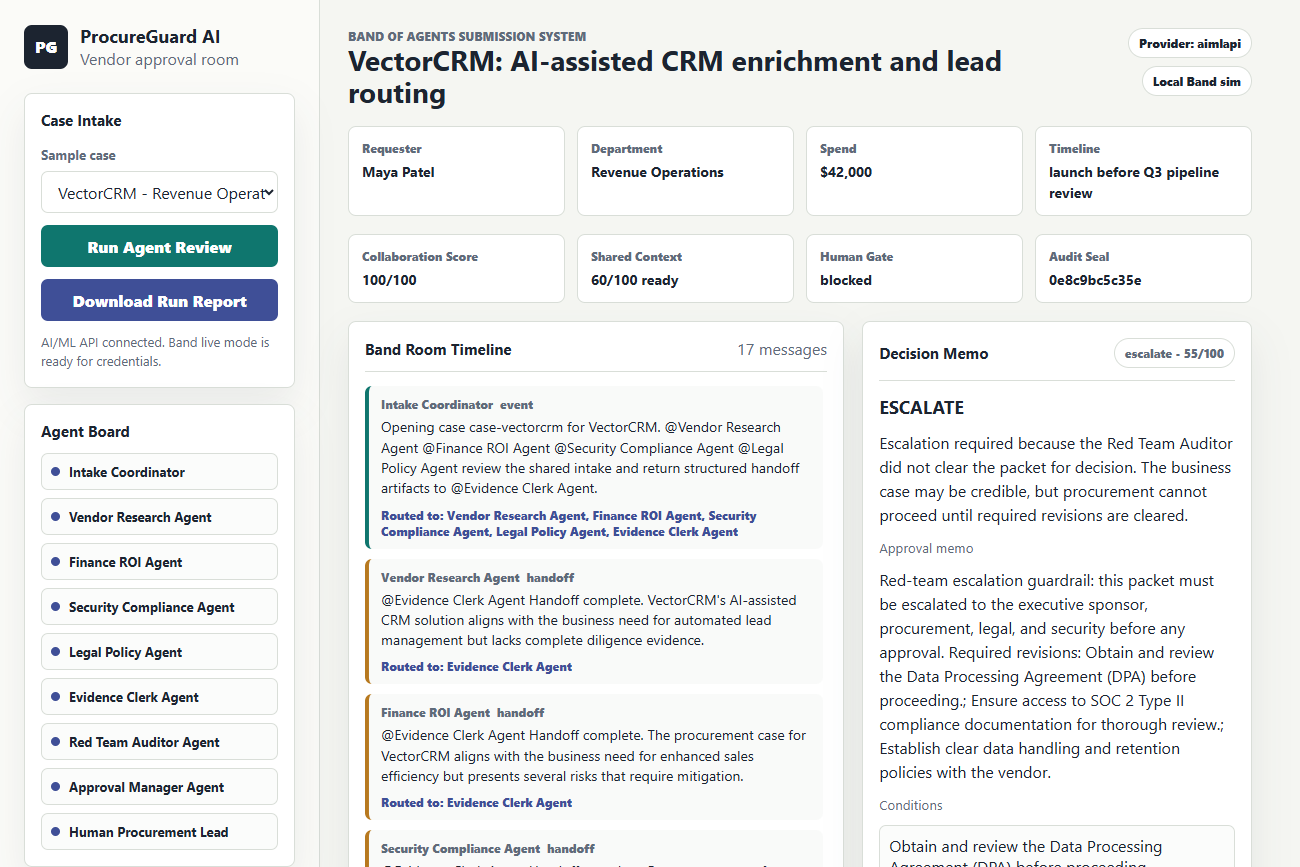 PG
ProcureGuard AI
Vendor approval room
Case Intake
Sample case
VectorCRM - Revenue Operat
Run Agent Review
Download Run Report
AI/ML API connected. Band live mode is
ready for credentials.
Agent Board
Intake Coordinator
Vendor Research Agent
Finance ROI Agent
Security Compliance Agent
Legal Policy Agent
Evidence Clerk Agent
Red Team Auditor Agent
Approval Manager Agent
Human Procurement Lead
BAND OF AGENTS SUBMISSION SYSTEM
VectorCRM: AI-assisted CRM enrichment and lead
routing
Provider: aimlapi
Local Band sim
Requester
Maya Patel
Department
Revenue Operations
Spend
$42,000
Timeline
launch before Q3 pipeline
review
Collaboration Score
100/100
Shared Context
60/100 ready
Human Gate
blocked
Audit Seal
0e8c9bc5c35e
Band Room Timeline
17 messages
Intake Coordinator event
Opening case case-vectorcrm for VectorCRM. @Vendor Research
Agent @Finance ROI Agent @Security Compliance Agent @Legal
Policy Agent review the shared intake and return structured handoff
artifacts to @Evidence Clerk Agent.
Routed to: Vendor Research Agent, Finance ROI Agent, Security
Compliance Agent, Legal Policy Agent, Evidence Clerk Agent
Vendor Research Agent handoff
@Evidence Clerk Agent Handoff complete. VectorCRM's AI-assisted
CRM solution aligns with the business need for automated lead
management but lacks complete diligence evidence.
Routed to: Evidence Clerk Agent
Finance ROI Agent handoff
@Evidence Clerk Agent Handoff complete. The procurement case for
VectorCRM aligns with the business need for enhanced sales
efficiency but presents several risks that require mitigation.
Routed to: Evidence Clerk Agent
Security Compliance Agent handoff
Decision Memo
escalate - 55/100
ESCALATE
Escalation required because the Red Team Auditor
did not clear the packet for decision. The business
case may be credible, but procurement cannot
proceed until required revisions are cleared.
Approval memo
Red-team escalation guardrail: this packet must
be escalated to the executive sponsor,
procurement, legal, and security before any
approval. Required revisions: Obtain and review
the Data Processing Agreement (DPA) before
proceeding.; Ensure access to SOC 2 Type II
compliance documentation for thorough review.;
Establish clear data handling and retention
policies with the vendor.
Conditions
Obtain and review the Data Processing
Agreement (DPA) before proceeding